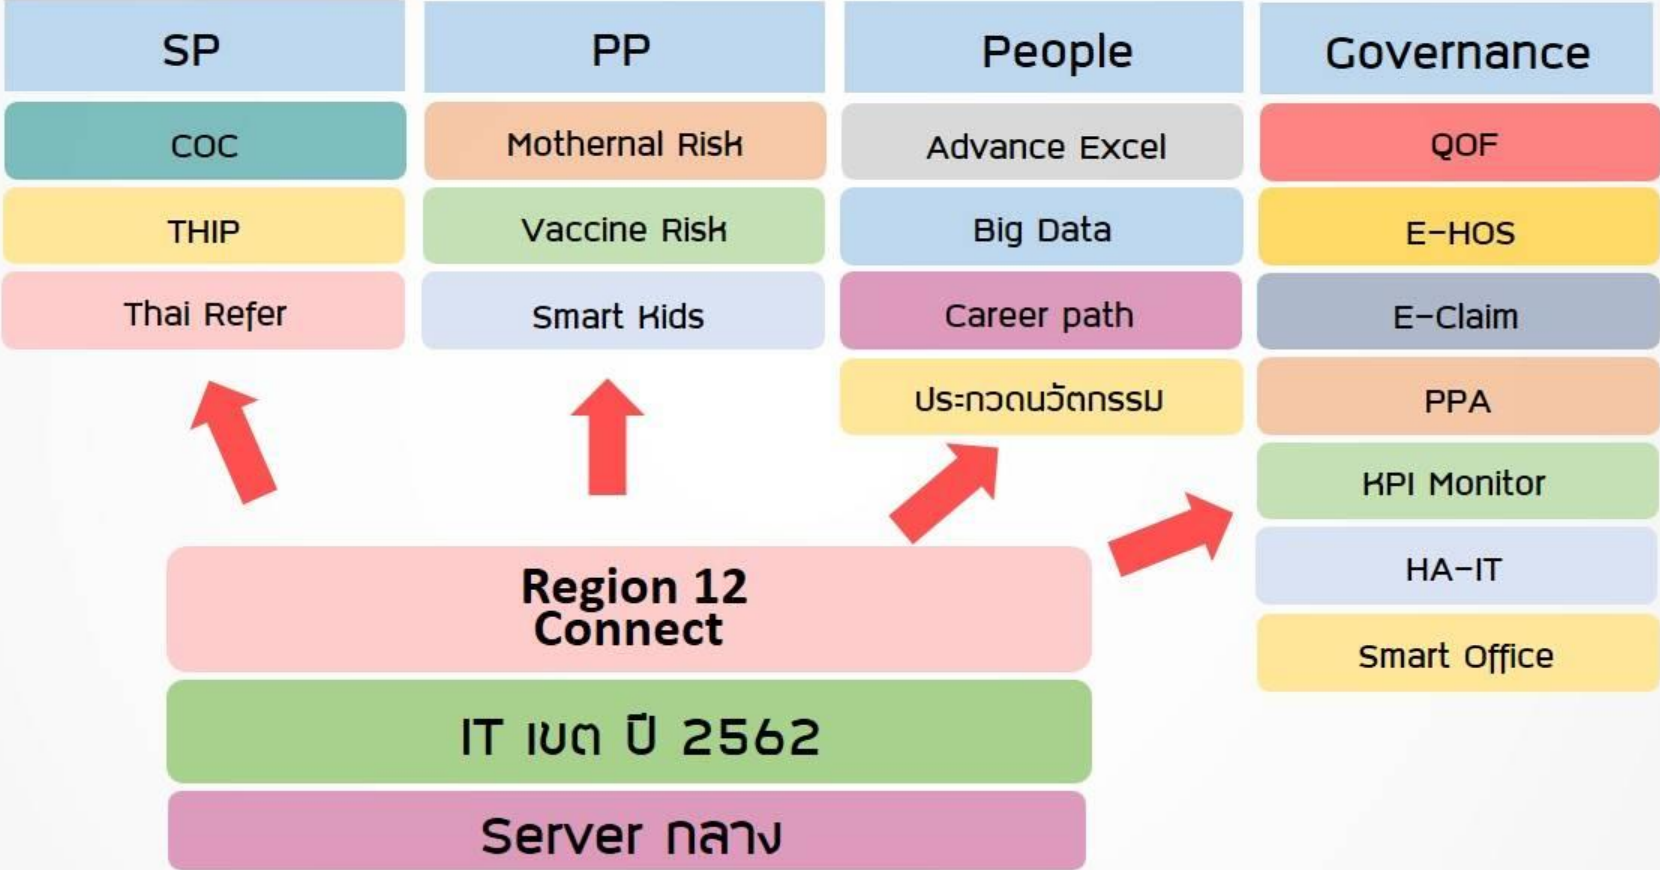 SP
COC
THIP
Thai Refer
PP
Mothernal Risk
Vaccine Risk
Smart Kids
People
Advance Excel
Big Data
Career path
ประกวดนวัตกรรม
Governance
QOF
E-HOS
E-Claim
PPA
KPI Monitor
HA-IT
Smart Office
Region 12
Connect
IT เขต ปี 2562
Server กลาง